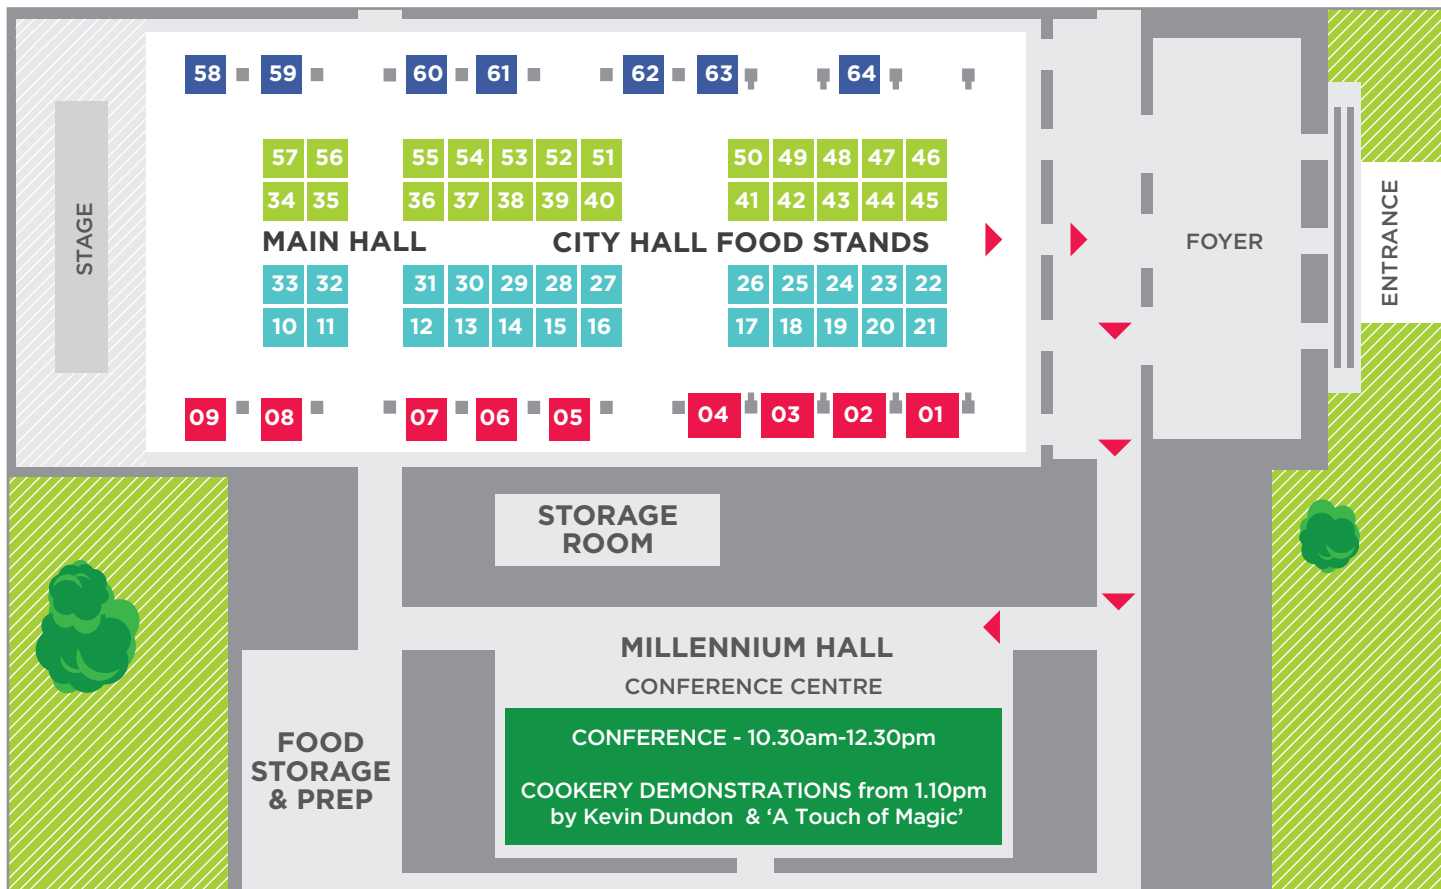 58 59 60 61 62 63 64
57 56 55 54 53 52 51 50 49 48 47 46
34 35 36 37 38 39 40 41 42 43 44 45
STAGE
MAIN HALL
CITY HALL FOOD STANDS
FOYER
ENTRANCE
33 32 31 30 29 28 27 26 25 24 23 22
10 11 12 13 14 15 16 17 18 19 20 21
09 08 07 06 05 04 03 02 01
STORAGE
ROOM
MILLENNIUM HALL
CONFERENCE CENTRE
CONFERENCE - 10.30am-12.30pm
COOKERY DEMONSTRATIONS from 1.10pm
by Kevin Dundon & ‘A Touch of Magic’
FOOD
STORAGE
& PREP